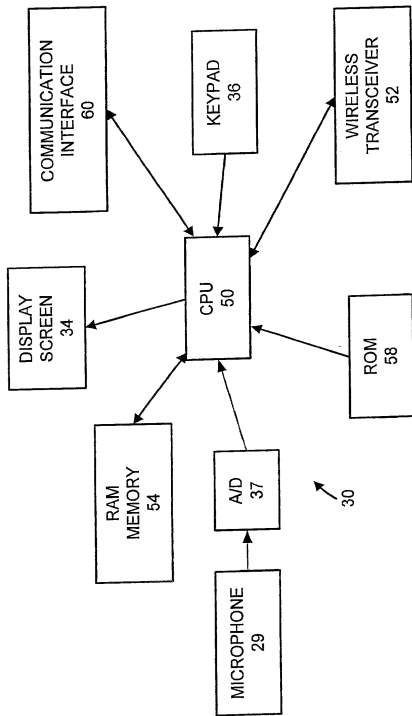 COMMUNICATION
INTERFACE
60
DISPLAY
SCREEN
34
KEYPAD
36
RAM
MEMORY
54
CPU
50
A/D
37
WIRELESS
TRANSCEIVER
52
MICROPHONE
29
ROM
58
30